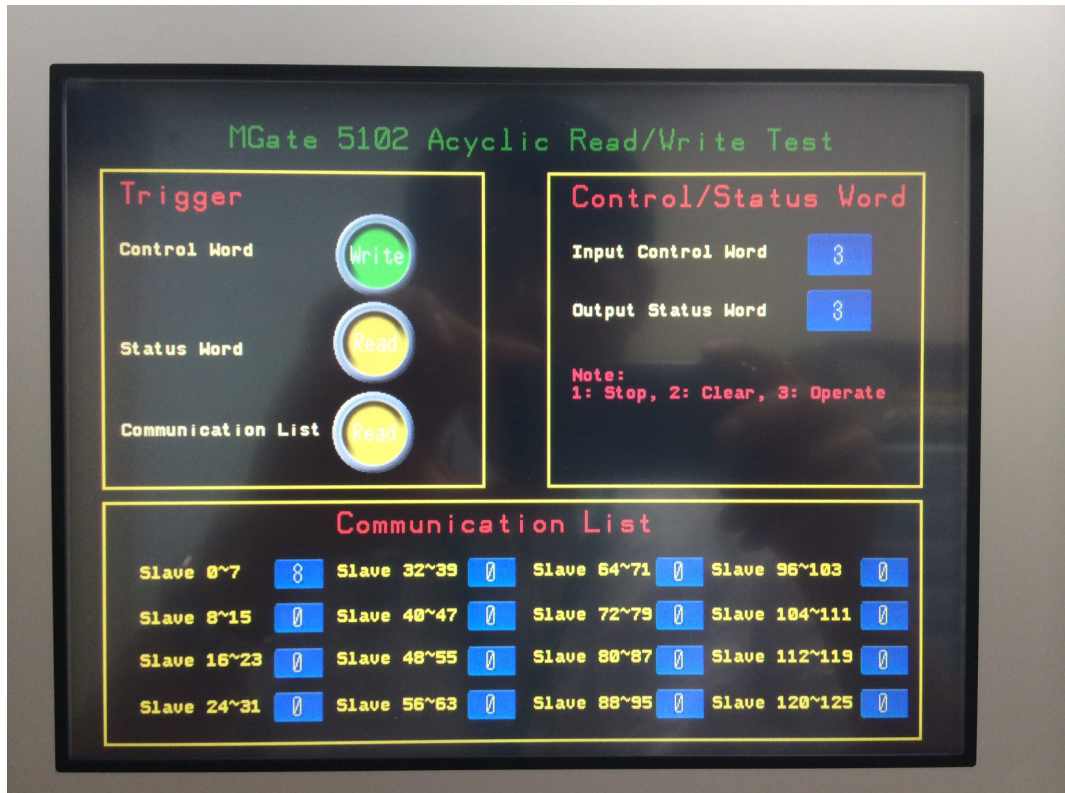 MGate 5102 Acyclic Read/Write Test
Trigger
Control Word
Write
Status Word
Read
Communication List
Read
Control/Status Word
Input Control Word 3
Output Status Word 3
Note:
1: Stop, 2: Clear, 3: Operate
Communication List
Slave 0~7 8 Slave 32~39 0 Slave 64~71 0 Slave 96~103 0
Slave 8~15 0 Slave 40~47 0 Slave 72~79 0 Slave 104~111 0
Slave 16~23 0 Slave 48~55 0 Slave 80~87 0 Slave 112~119 0
Slave 24~31 0 Slave 56~63 0 Slave 88~95 0 Slave 120~125 0